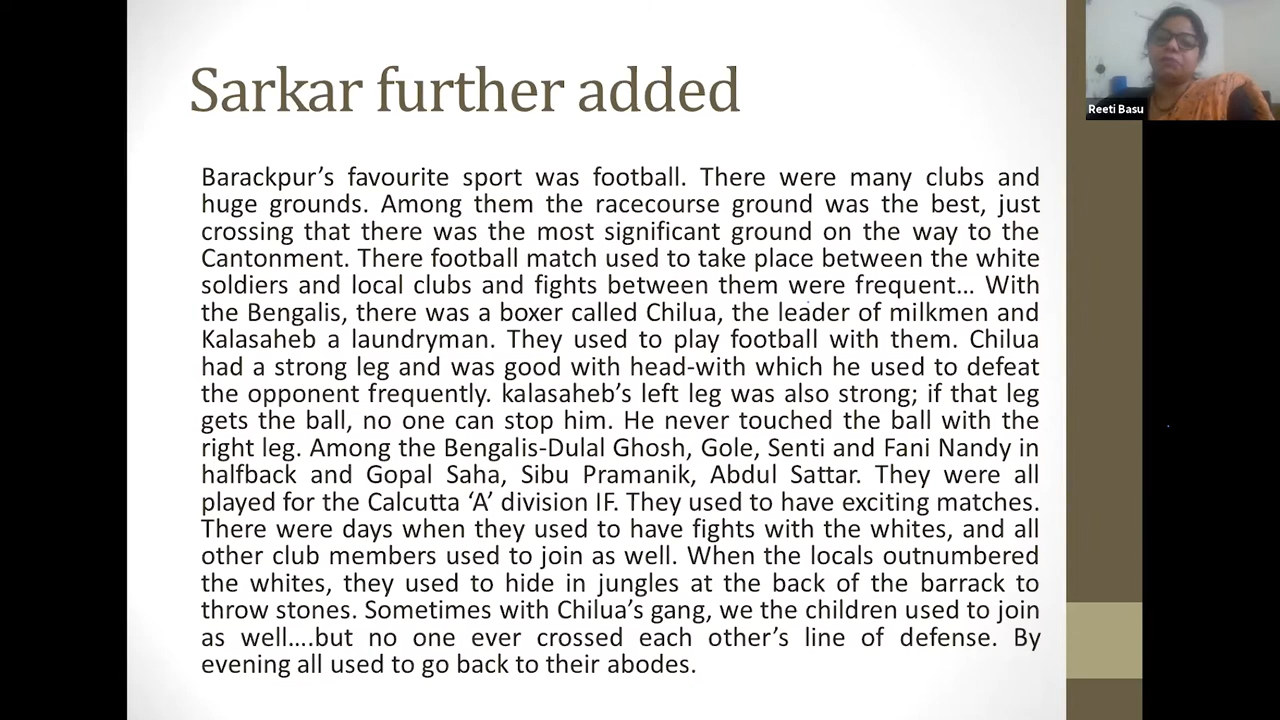 Sarkar further added
Reeti Basu
Barackpur’s favourite sport was football. There were many clubs and
huge grounds. Among them the racecourse ground was the best, just
crossing that there was the most significant ground on the way to the
Cantonment. There football match used to take place between the white
soldiers and local clubs and fights between them were frequent… With
the Bengalis, there was a boxer called Chilua, the leader of milkmen and
Kalasaheb a laundryman. They used to play football with them. Chilua
had a strong leg and was good with head-with which he used to defeat
the opponent frequently. kalasaheb’s left leg was also strong; if that leg
gets the ball, no one can stop him. He never touched the ball with the
right leg. Among the Bengalis-Dulal Ghosh, Gole, Senti and Fani Nandy in
halfback and Gopal Saha, Sibu Pramanik, Abdul Sattar. They were all
played for the Calcutta ‘A’ division IF. They used to have exciting matches.
There were days when they used to have fights with the whites, and all
other club members used to join as well. When the locals outnumbered
the whites, they used to hide in jungles at the back of the barrack to
throw stones. Sometimes with Chilua’s gang, we the children used to join
as well….but no one ever crossed each other’s line of defense. By
evening all used to go back to their abodes.